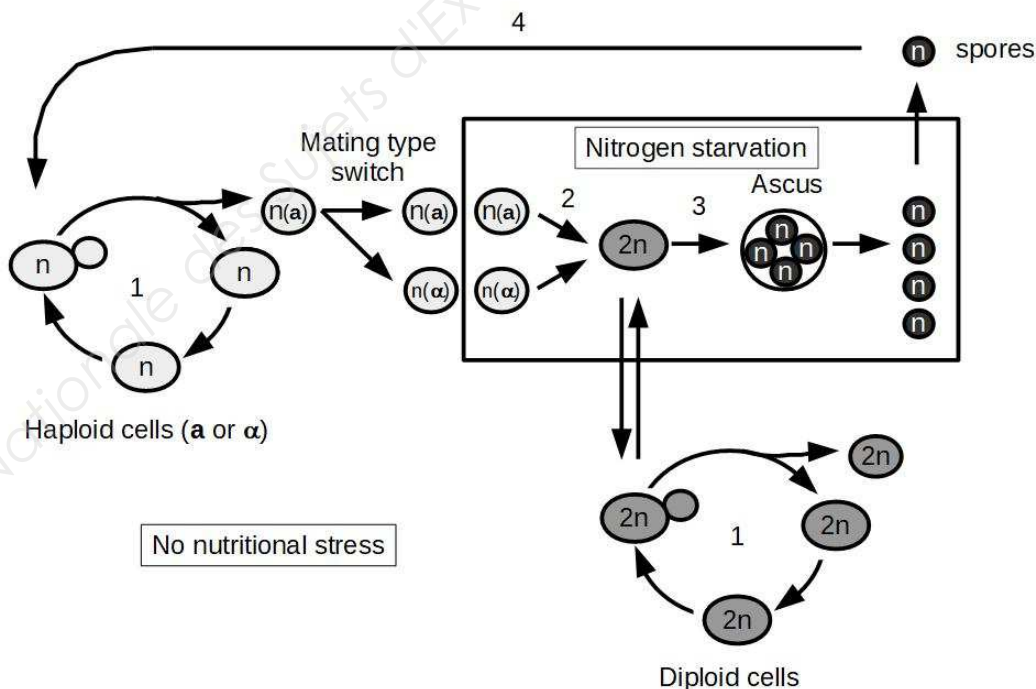 4
n
spores
Mating type
switch
Nitrogen starvation
Ascus
n(a)
n(a)
n(a)
2
3
n
n
n
n
n
n
n
1
2n
n(α)
n(α)
n
n
n
n
Haploid cells (a or α)
No nutritional stress
2n
2n
2n
1
2n
Diploid cells